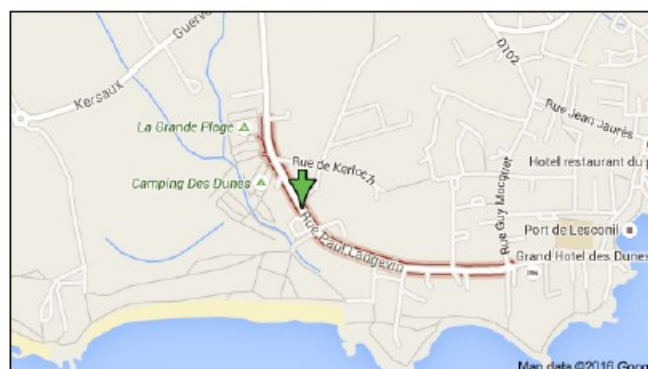 Kersaux
Guerve
D102
Rue Jean Jaurès
La Grande Plage
Rue de Kerloc'h
Camping Des Dunes
Hotel restaurant du p
Rue Guy Mocquer
Rue Paul Langevin
Port de Lesconil
Grand Hotel des Dunes
Map data ©2016 Goog